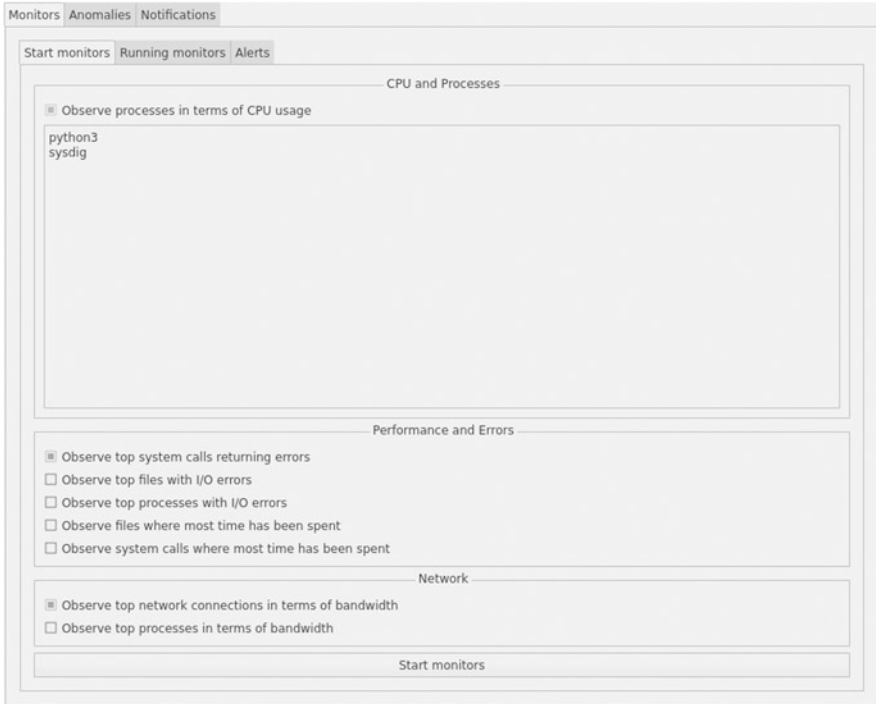 Monitors Anomalies Notifications
Start monitors Running monitors Alerts
CPU and Processes
Observe processes in terms of CPU usage
python3
sysdig
Performance and Errors
Observe top system calls returning errors
Observe top files with I/O errors
Observe top processes with I/O errors
Observe files where most time has been spent
Observe system calls where most time has been spent
Network
Observe top network connections in terms of bandwidth
Observe top processes in terms of bandwidth
Start monitors